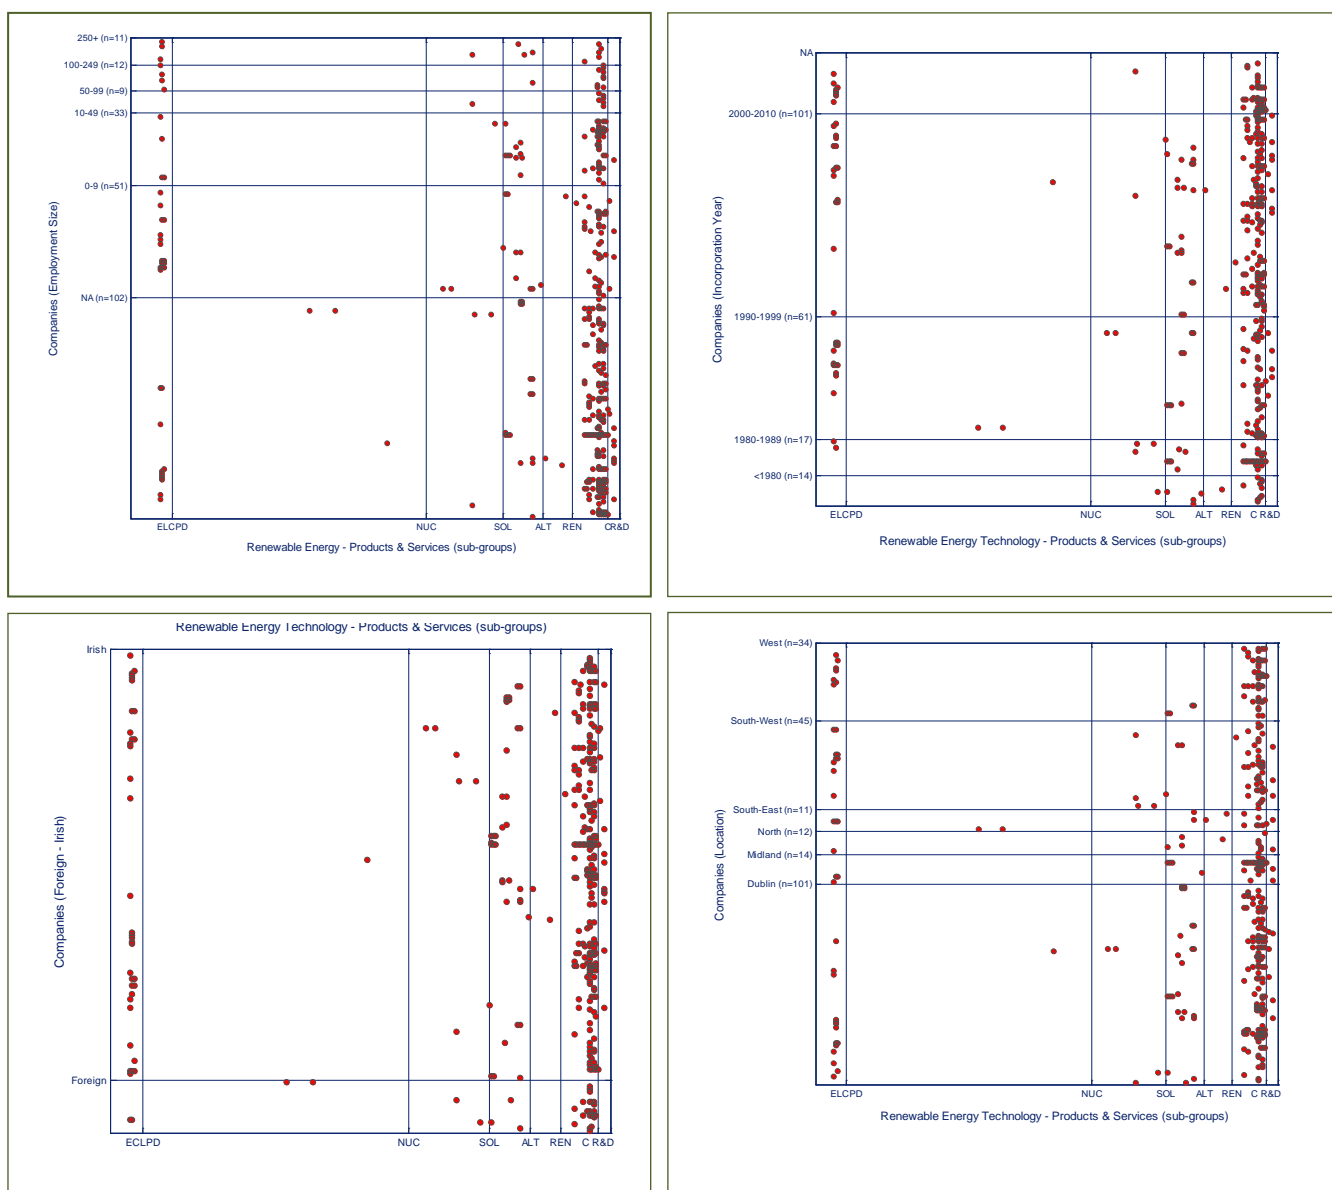 250+ (n=11)
100-249 (n=12)
50-99 (n=9)
10-49 (n=33)
0-9 (n=51)
NA (n=102)
Companies (Employment Size)
ELCPD NUC SOL ALT REN CR&D
Renewable Energy - Products & Services (sub-groups)
NA
2000-2010 (n=101)
1990-1999 (n=61)
1980-1989 (n=17)
<1980 (n=14)
Companies (Incorporation Year)
ELCPD NUC SOL ALT REN C R&D
Renewable Energy Technology - Products & Services (sub-groups)
Renewable Energy Technology - Products & Services (sub-groups)
Irish
Foreign
Companies (Foreign - Irish)
ECLPD NUC SOL ALT REN C R&D
West (n=34)
South-West (n=45)
South-East (n=11)
North (n=12)
Midland (n=14)
Dublin (n=101)
Companies (Location)
ELCPD NUC SOL ALT REN C R&D
Renewable Energy Technology - Products & Services (sub-groups)